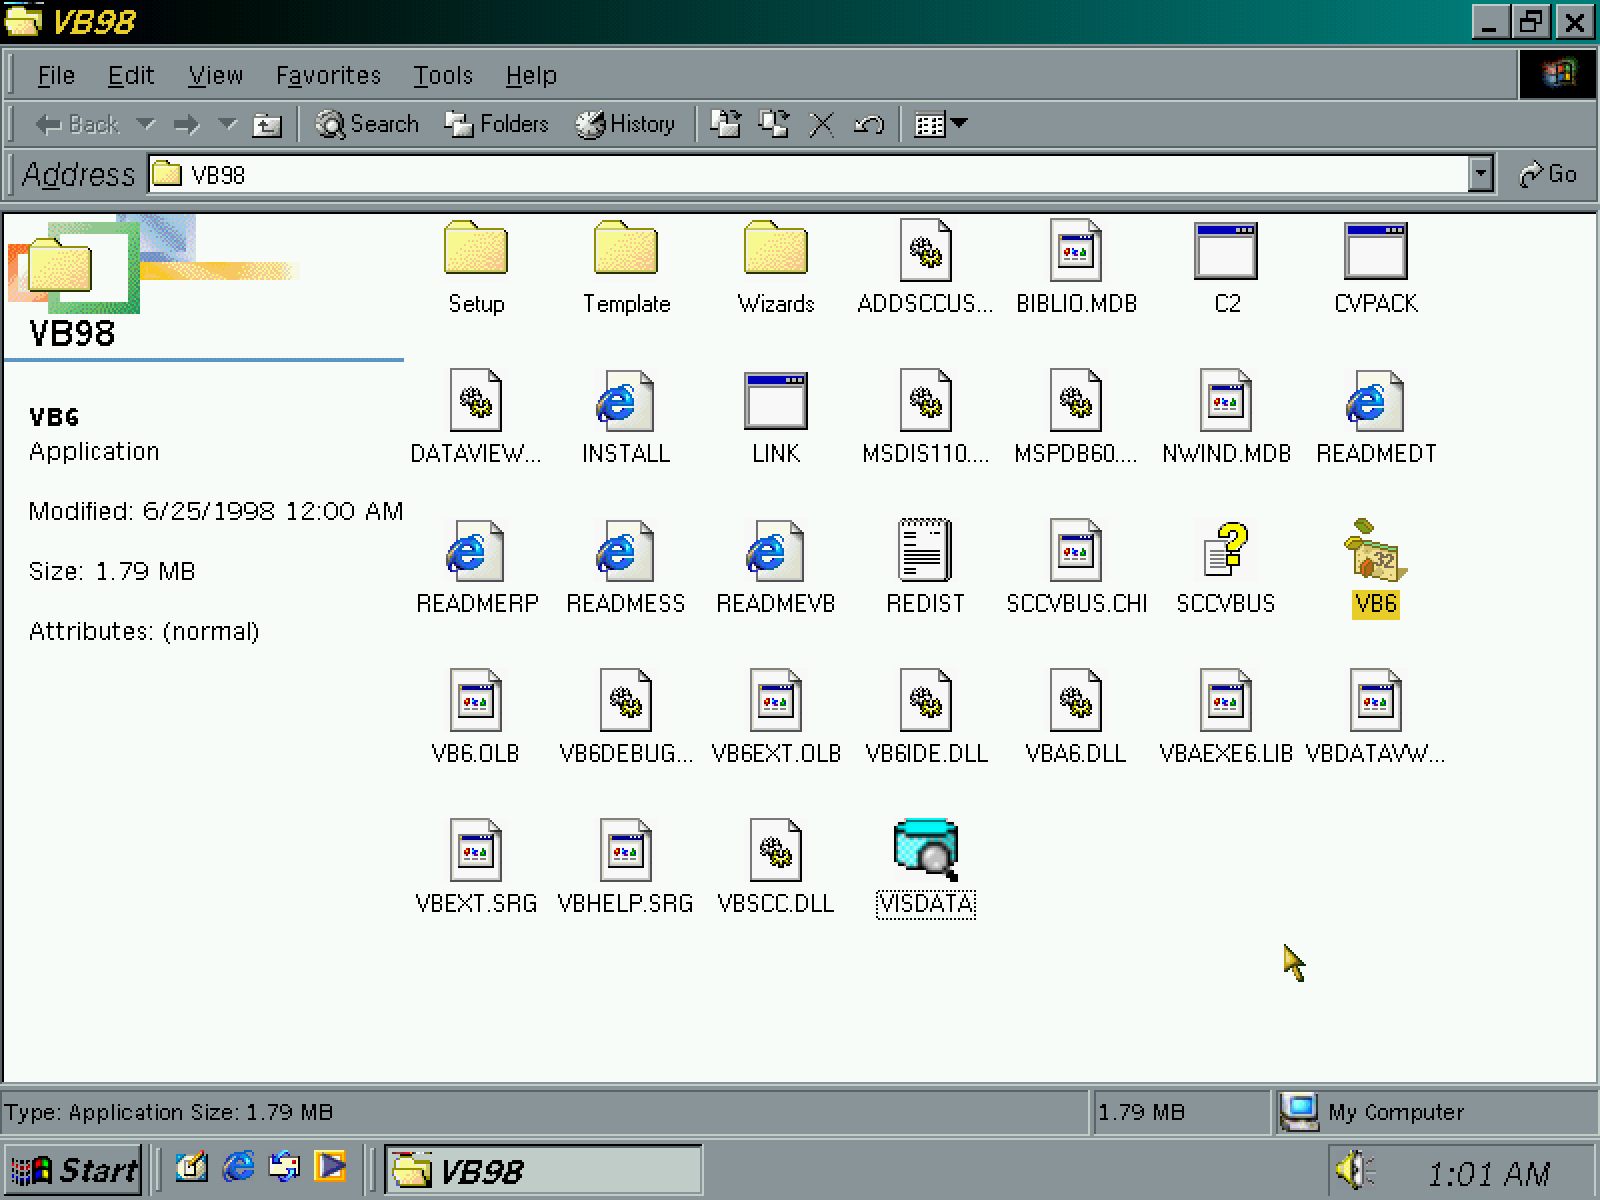 VB98
File Edit View Favorites Tools Help
Back Search Folders History
Address VB98 Go
VB98
VB6
Application
Modified: 6/25/1998 12:00 AM
Size: 1.79 MB
Attributes: (normal)
Setup Template Wizards ADDSCCUS... BIBLIO.MDB C2 CVPACK
DATAVIEW... INSTALL LINK MSDIS110.... MSPDB60.... NWIND.MDB READMEDT
READMERP READMESS READMEVB REDIST SCCVBUS.CHI SCCVBUS VB6
VB6.OLB VB6DEBUG... VB6EXT.OLB VB6IDE.DLL VBA6.DLL VBAEXE6.LIB VBDATAVW...
VBEXT.SRG VBHELP.SRG VBSCC.DLL VISDATA
Type: Application Size: 1.79 MB 1.79 MB My Computer
Start VB98 1:01 AM